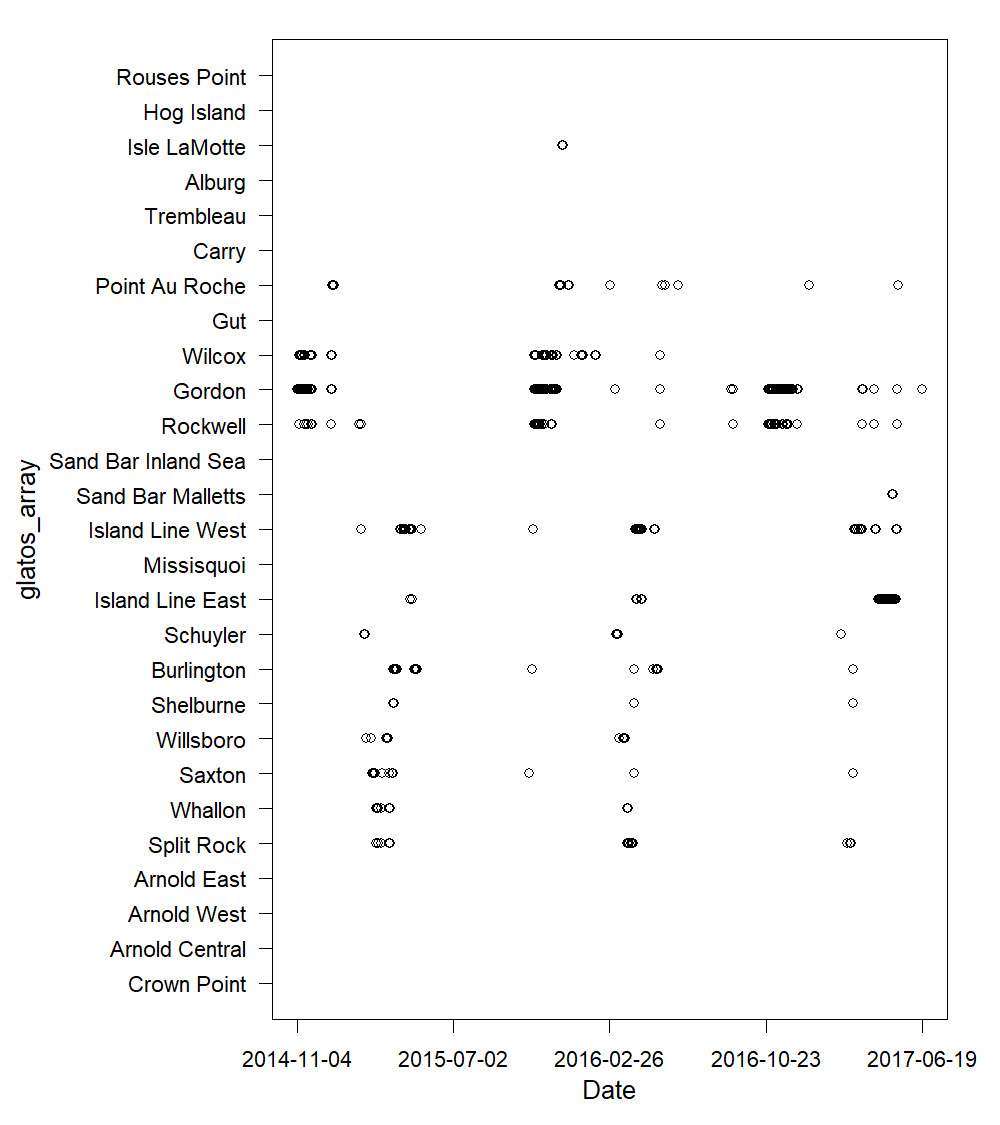 Rouses Point
Hog Island
Isle LaMotte
Alburg
Trembleau
Carry
Point Au Roche
Gut
Wilcox
Gordon
Rockwell
Sand Bar Inland Sea
Sand Bar Malletts
Island Line West
Missisquoi
Island Line East
Schuyler
Burlington
Shelburne
Willsboro
Saxton
Whallon
Split Rock
Arnold East
Arnold West
Arnold Central
Crown Point
glatos_array
2014-11-04 2015-07-02 2016-02-26 2016-10-23 2017-06-19
Date